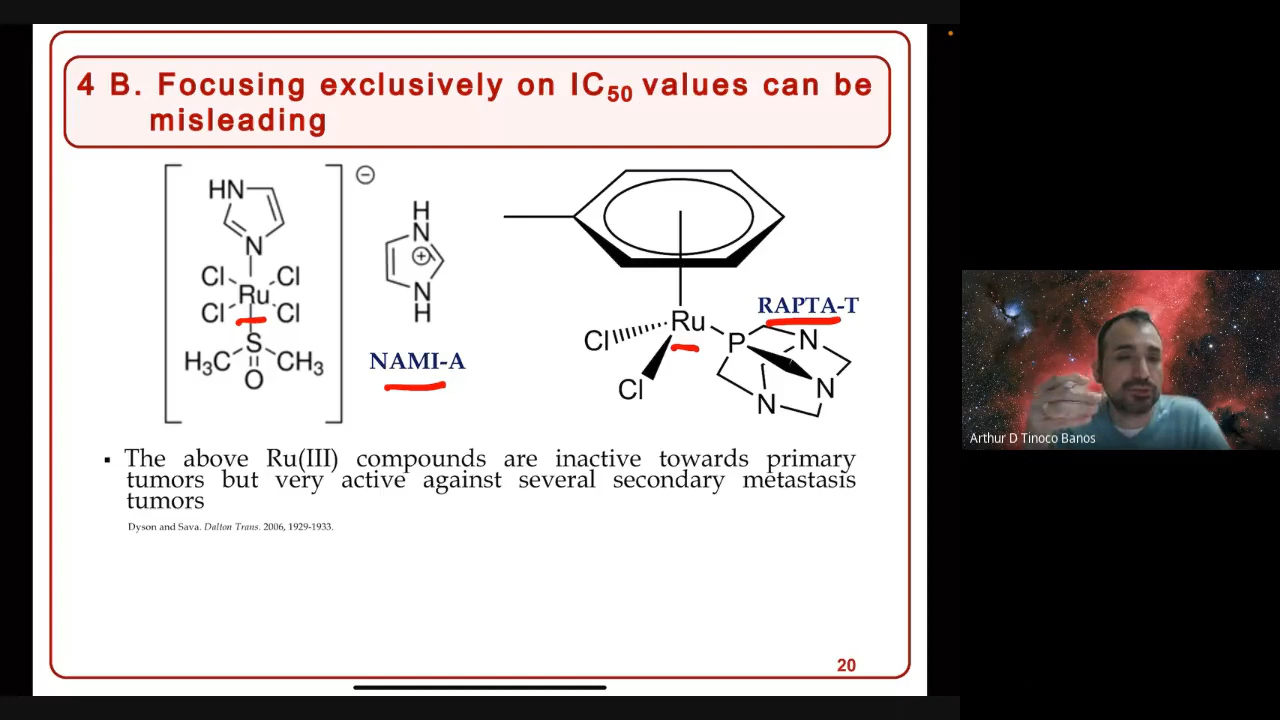 4 B. Focusing exclusively on IC50 values can be
misleading
HN
N
Cl Cl
Ru
Cl Cl
S
H3C CH3
O
⊖
H
N
⊕
N
H
NAMI-A
Ru
Cl
Cl
P
N
N
N
RAPTA-T
▪ The above Ru(III) compounds are inactive towards primary
tumors but very active against several secondary metastasis
tumors
Dyson and Sava. Dalton Trans. 2006, 1929-1933.
20
Arthur D Tinoco Banos